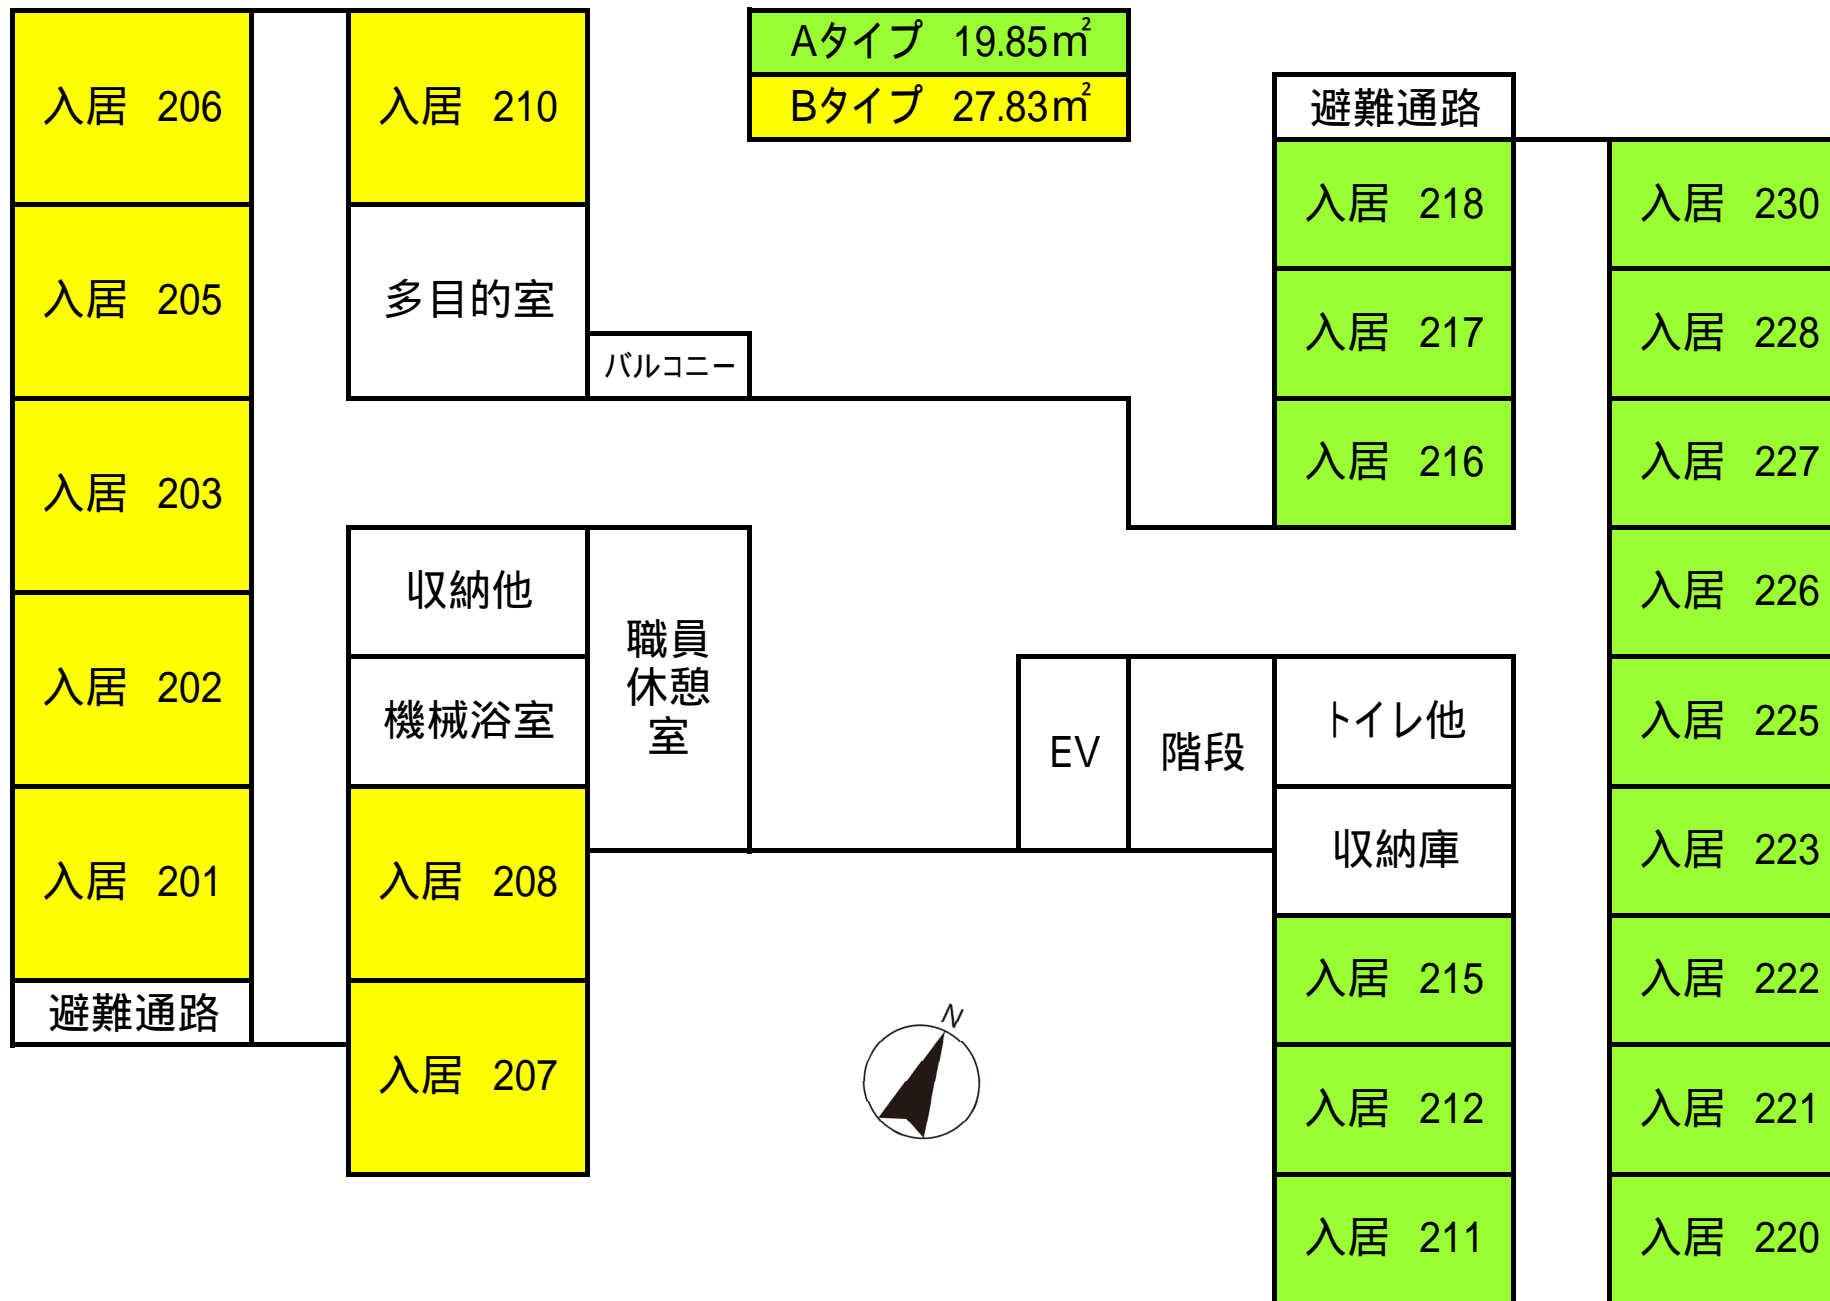 Aタイプ 19.85㎡
Bタイプ 27.83㎡
入居 206
入居 205
入居 203
入居 202
入居 201
避難通路
入居 210
多目的室
バルコニー
収納他
機械浴室
職員
休憩
室
入居 208
入居 207
EV
階段
トイレ他
収納庫
N
避難通路
入居 218
入居 217
入居 216
入居 215
入居 212
入居 211
入居 230
入居 228
入居 227
入居 226
入居 225
入居 223
入居 222
入居 221
入居 220